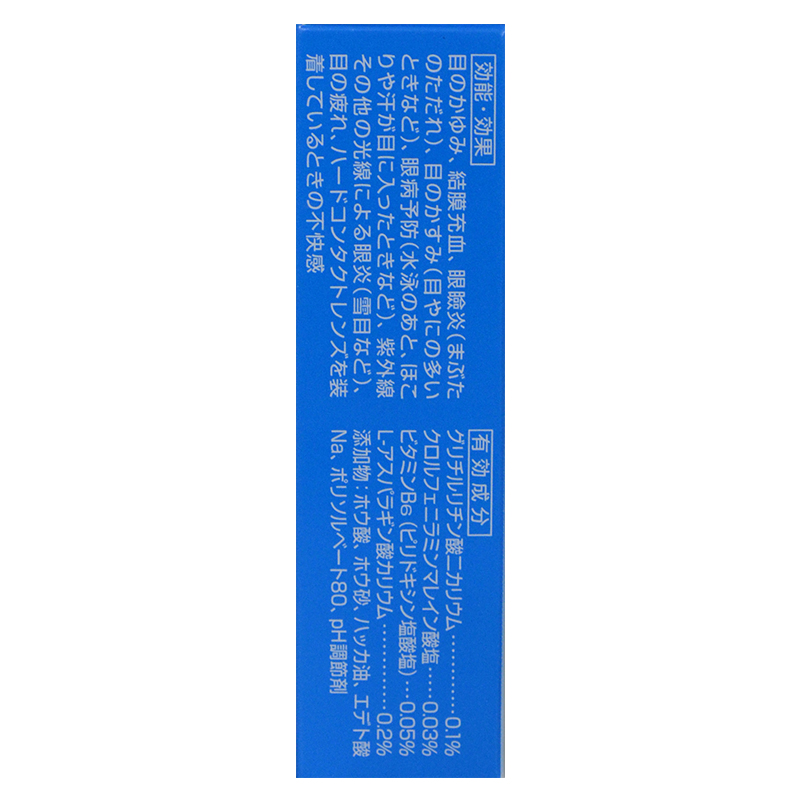 効能・効果
目のかゆみ、結膜充血、眼瞼炎(まぶた
のただれ)、目のかすみ(目やにの多い
ときなど)、眼病予防(水泳のあと、ほこ
りや汗が目に入ったときなど)、紫外線
その他の光線による眼炎(雪目など)、
目の疲れ、ハードコンタクトレンズを装
着しているときの不快感
有効成分
グリチルリチン酸二カリウム…………0.1%
クロルフェニラミンマレイン酸塩…0.03%
ビタミンB6(ピリドキシン塩酸塩)…0.05%
L-アスパラギン酸カリウム…………0.2%
添加物:ホウ酸、ホウ砂、ハッカ油、エデト酸
Na、ポリソルベート80、pH調節剤